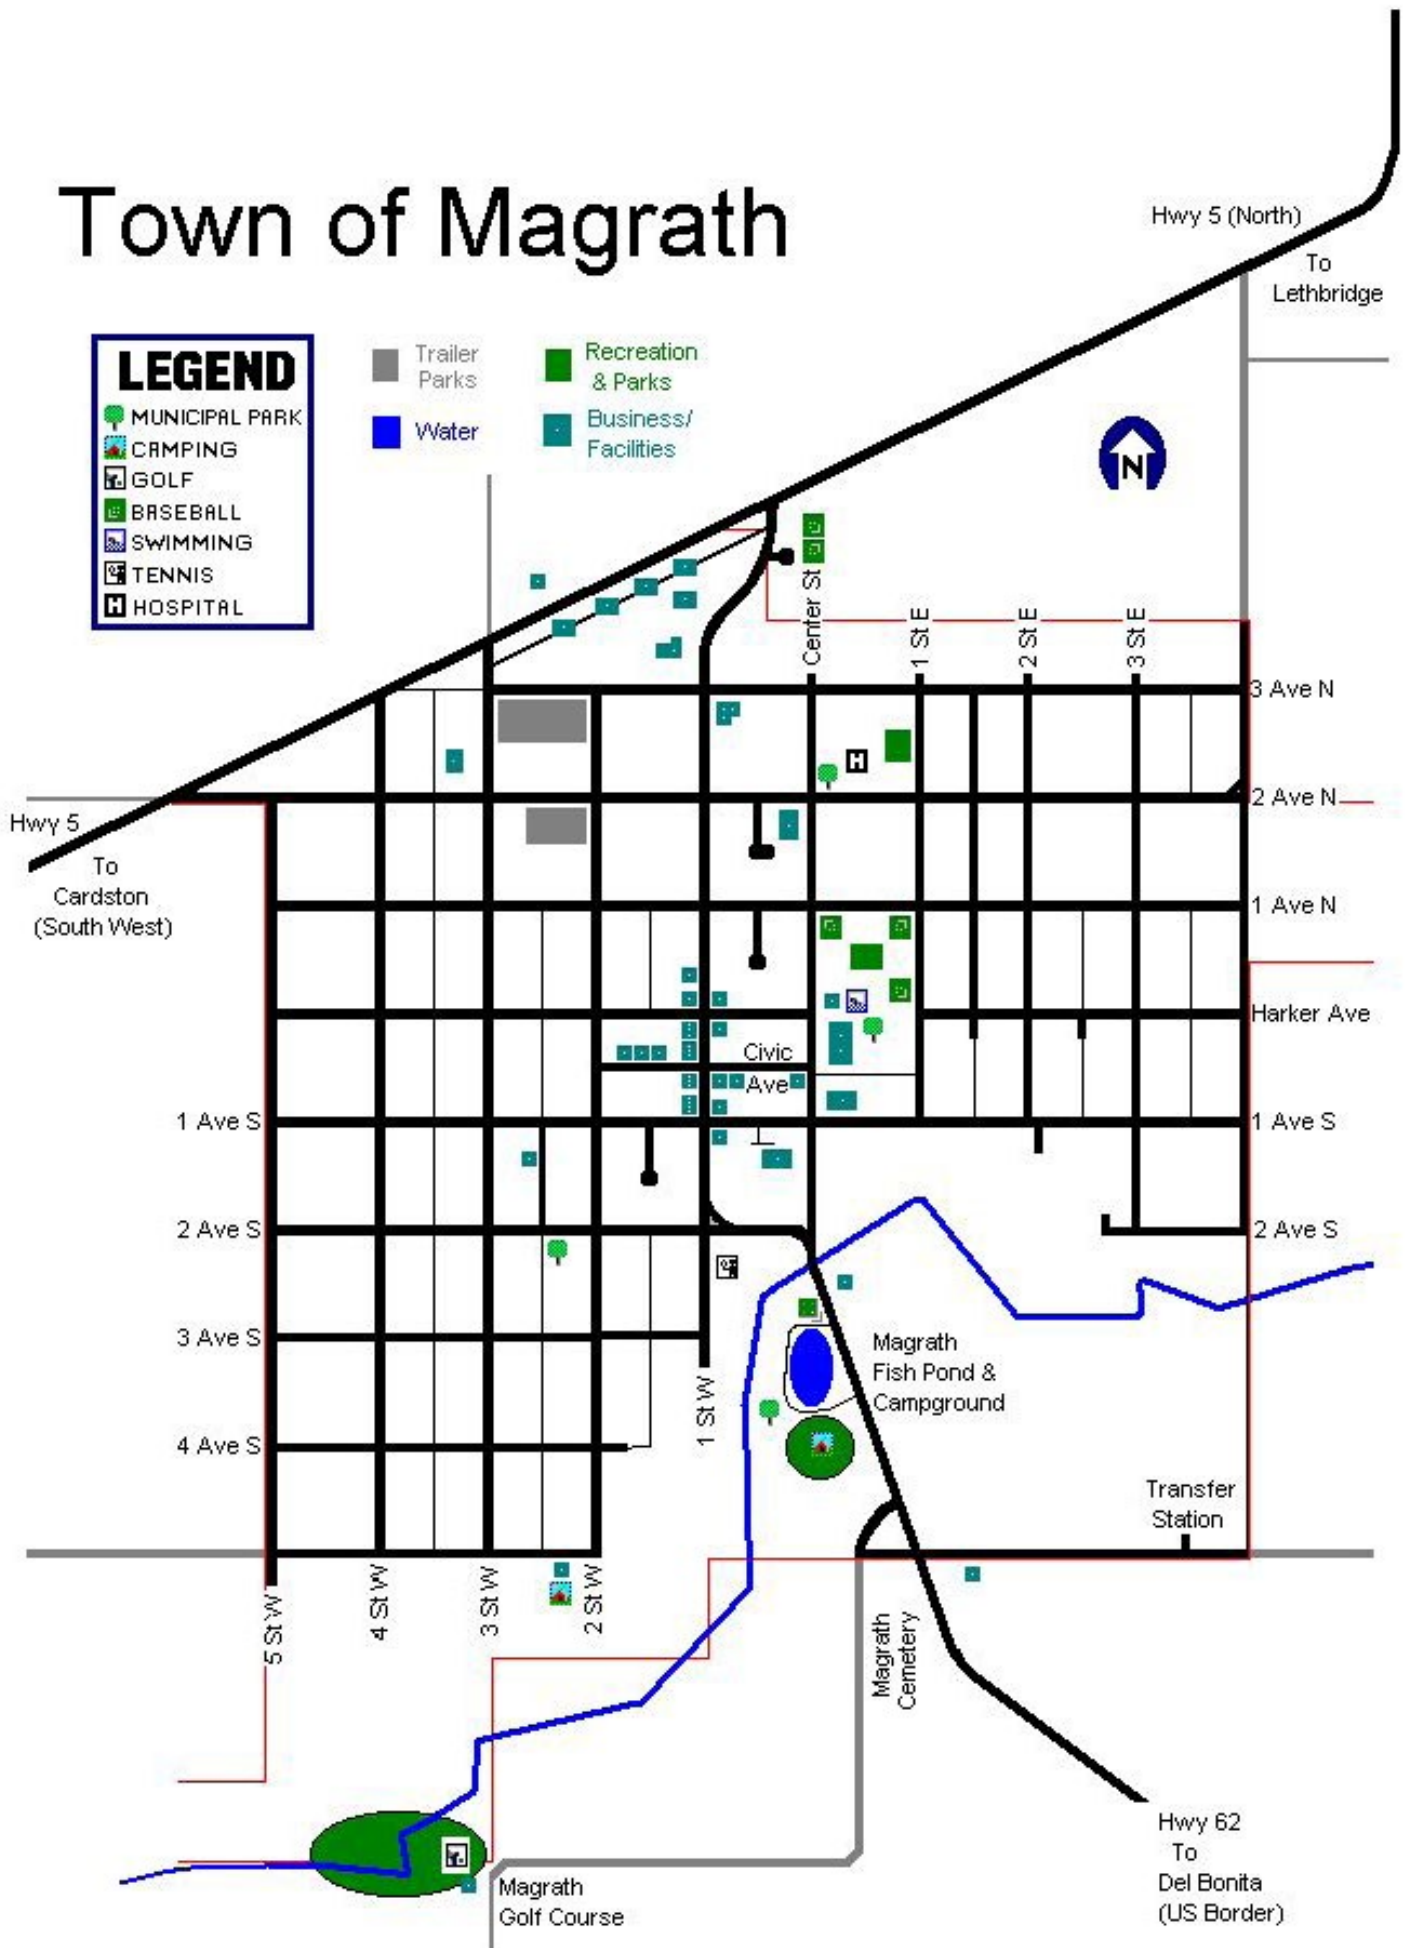 Town of Magrath
Hwy 5 (North)
To
Lethbridge
LEGEND
MUNICIPAL PARK
CAMPING
GOLF
BASEBALL
SWIMMING
TENNIS
H HOSPITAL
Trailer
Parks
Recreation
& Parks
Water
Business/
Facilities
N
Center St
1 St E
2 St E
3 St E
3 Ave N
H
2 Ave N
Hwy 5
To
Cardston
(South West)
1 Ave N
Harker Ave
Civic
Ave
1 Ave S
1 Ave S
2 Ave S
2 Ave S
3 Ave S
Magrath
Fish Pond &
Campground
1 St W
4 Ave S
Transfer
Station
5 St W
4 St W
3 St W
2 St W
Magrath
Cemetery
Hwy 62
To
Del Bonita
(US Border)
Magrath
Golf Course